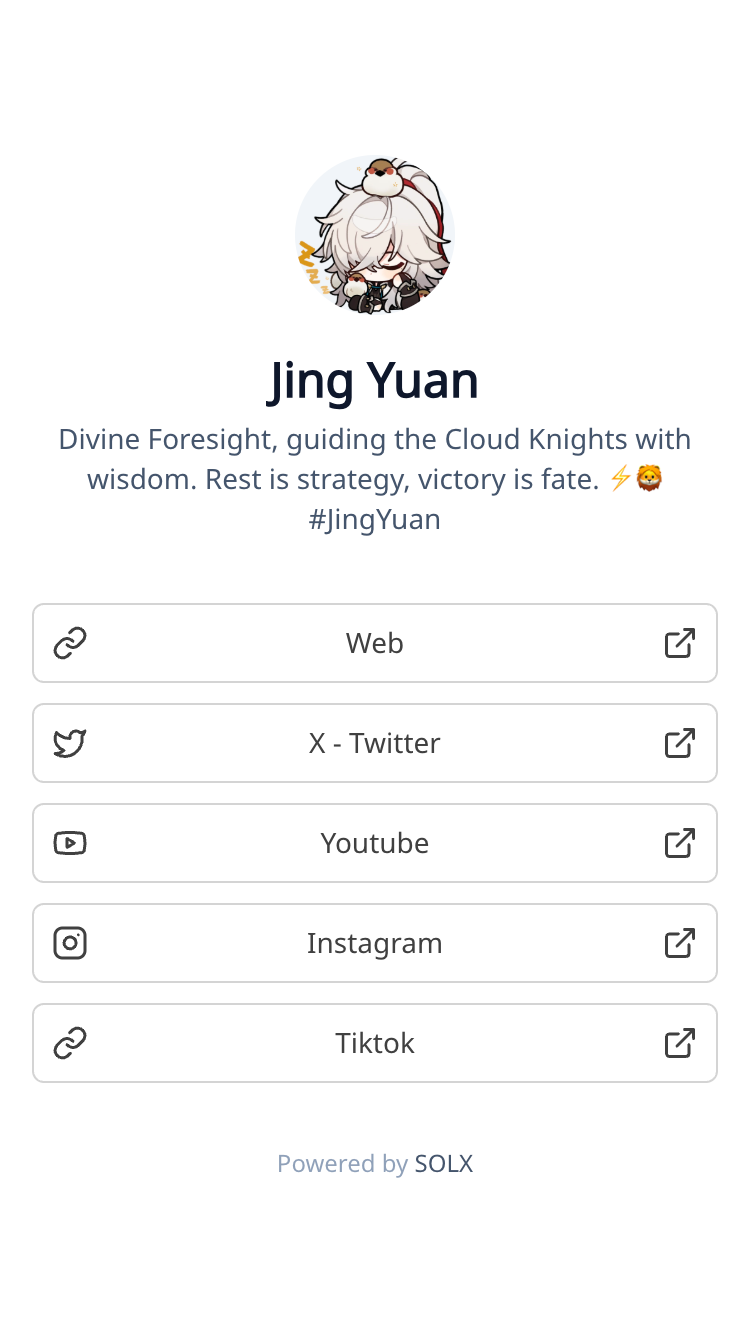 Jing Yuan
Divine Foresight, guiding the Cloud Knights with
wisdom. Rest is strategy, victory is fate. ⚡🦁
#JingYuan
Web
X - Twitter
Youtube
Instagram
Tiktok
Powered by SOLX